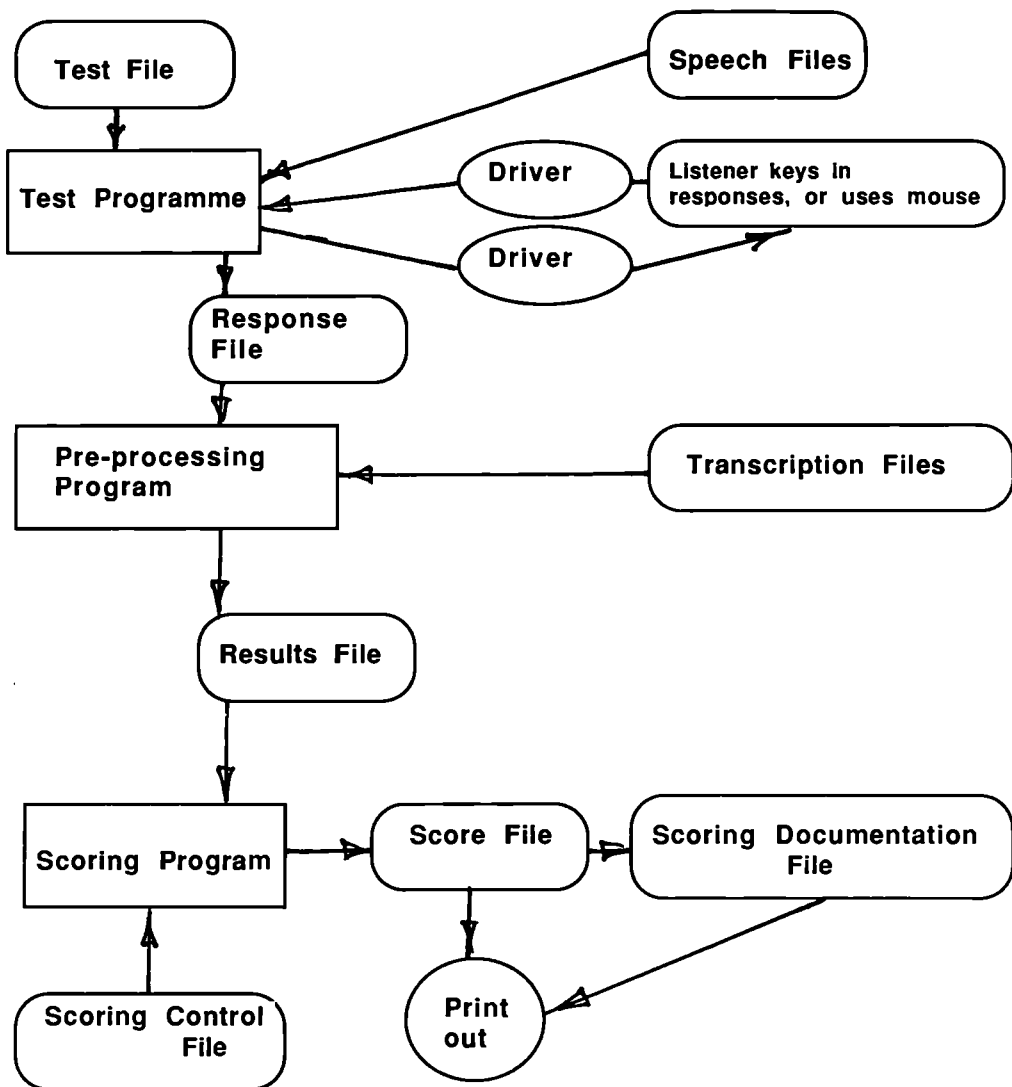 Test File
Speech Files
Test Programme
Driver
Listener keys in
responses, or uses mouse
Driver
Response
File
Pre-processing
Program
Transcription Files
Results File
Scoring Program
Score File
Scoring Documentation
File
Scoring Control
File
Print
out